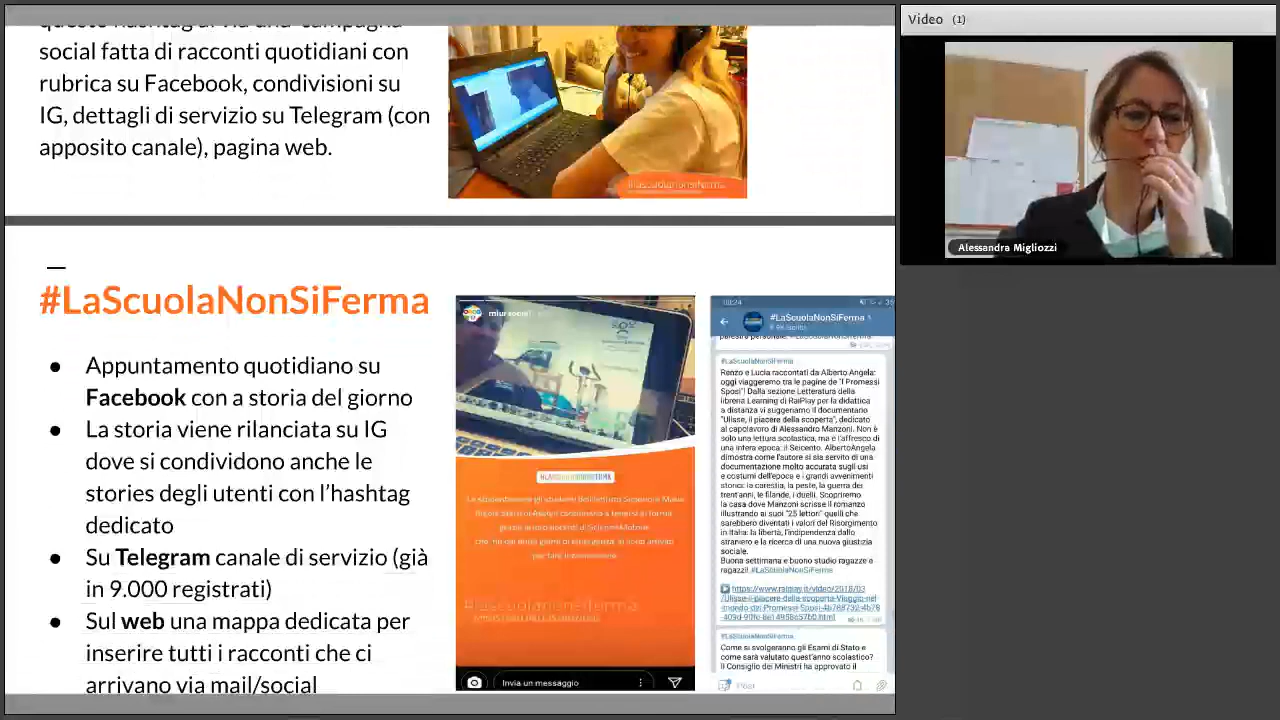 social fatta di racconti quotidiani con
rubrica su Facebook, condivisioni su
IG, dettagli di servizio su Telegram (con
apposito canale), pagina web.
#LaScuolaNonSiFerma
● Appuntamento quotidiano su
Facebook con a storia del giorno
● La storia viene rilanciata su IG
dove si condividono anche le
stories degli utenti con l'hashtag
dedicato
● Su Telegram canale di servizio (già
in 9.000 registrati)
● Sul web una mappa dedicata per
inserire tutti i racconti che ci
arrivano via mail/social
miursocial
Invia un messaggio
#LaScuolaNonSiFerma
#LaScuolaNonSiFerma
Renzo e Lucia raccontati da Alberto Angela:
oggi viaggeremo tra le pagine de "I Promessi
Sposi"! Dalla sezione Letteratura della
libreria Learning di RaiPlay per la didattica
a distanza vi suggeriamo il documentario
"Ulisse, il piacere della scoperta", dedicato
al capolavoro di Alessandro Manzoni. Non è
solo una lettura scolastica, ma è l'affresco di
una intera epoca: il Seicento. Alberto Angela
dimostra come l'autore si sia servito di una
documentazione molto accurata sugli usi
e costumi dell'epoca e i grandi avvenimenti
storici: la carestia, la peste, la guerra dei
trent'anni, le filande, i duelli. Scopriremo
la casa dove Manzoni scrisse il romanzo
illustrando ai suoi "25 lettori" quelli che
sarebbero diventati i valori del Risorgimento
in Italia: la libertà, l'indipendenza dallo
straniero e la ricerca di una nuova giustizia
sociale.
Buona settimana e buono studio ragazze e
ragazzi! #LaScuolaNonSiFerma
#LaScuolaNonSiFerma
Come si svolgeranno gli Esami di Stato e
come sarà valutato quest'anno scolastico?
Il Consiglio dei Ministri ha approvato il
Post
Video (1)
Alessandra Migliozzi